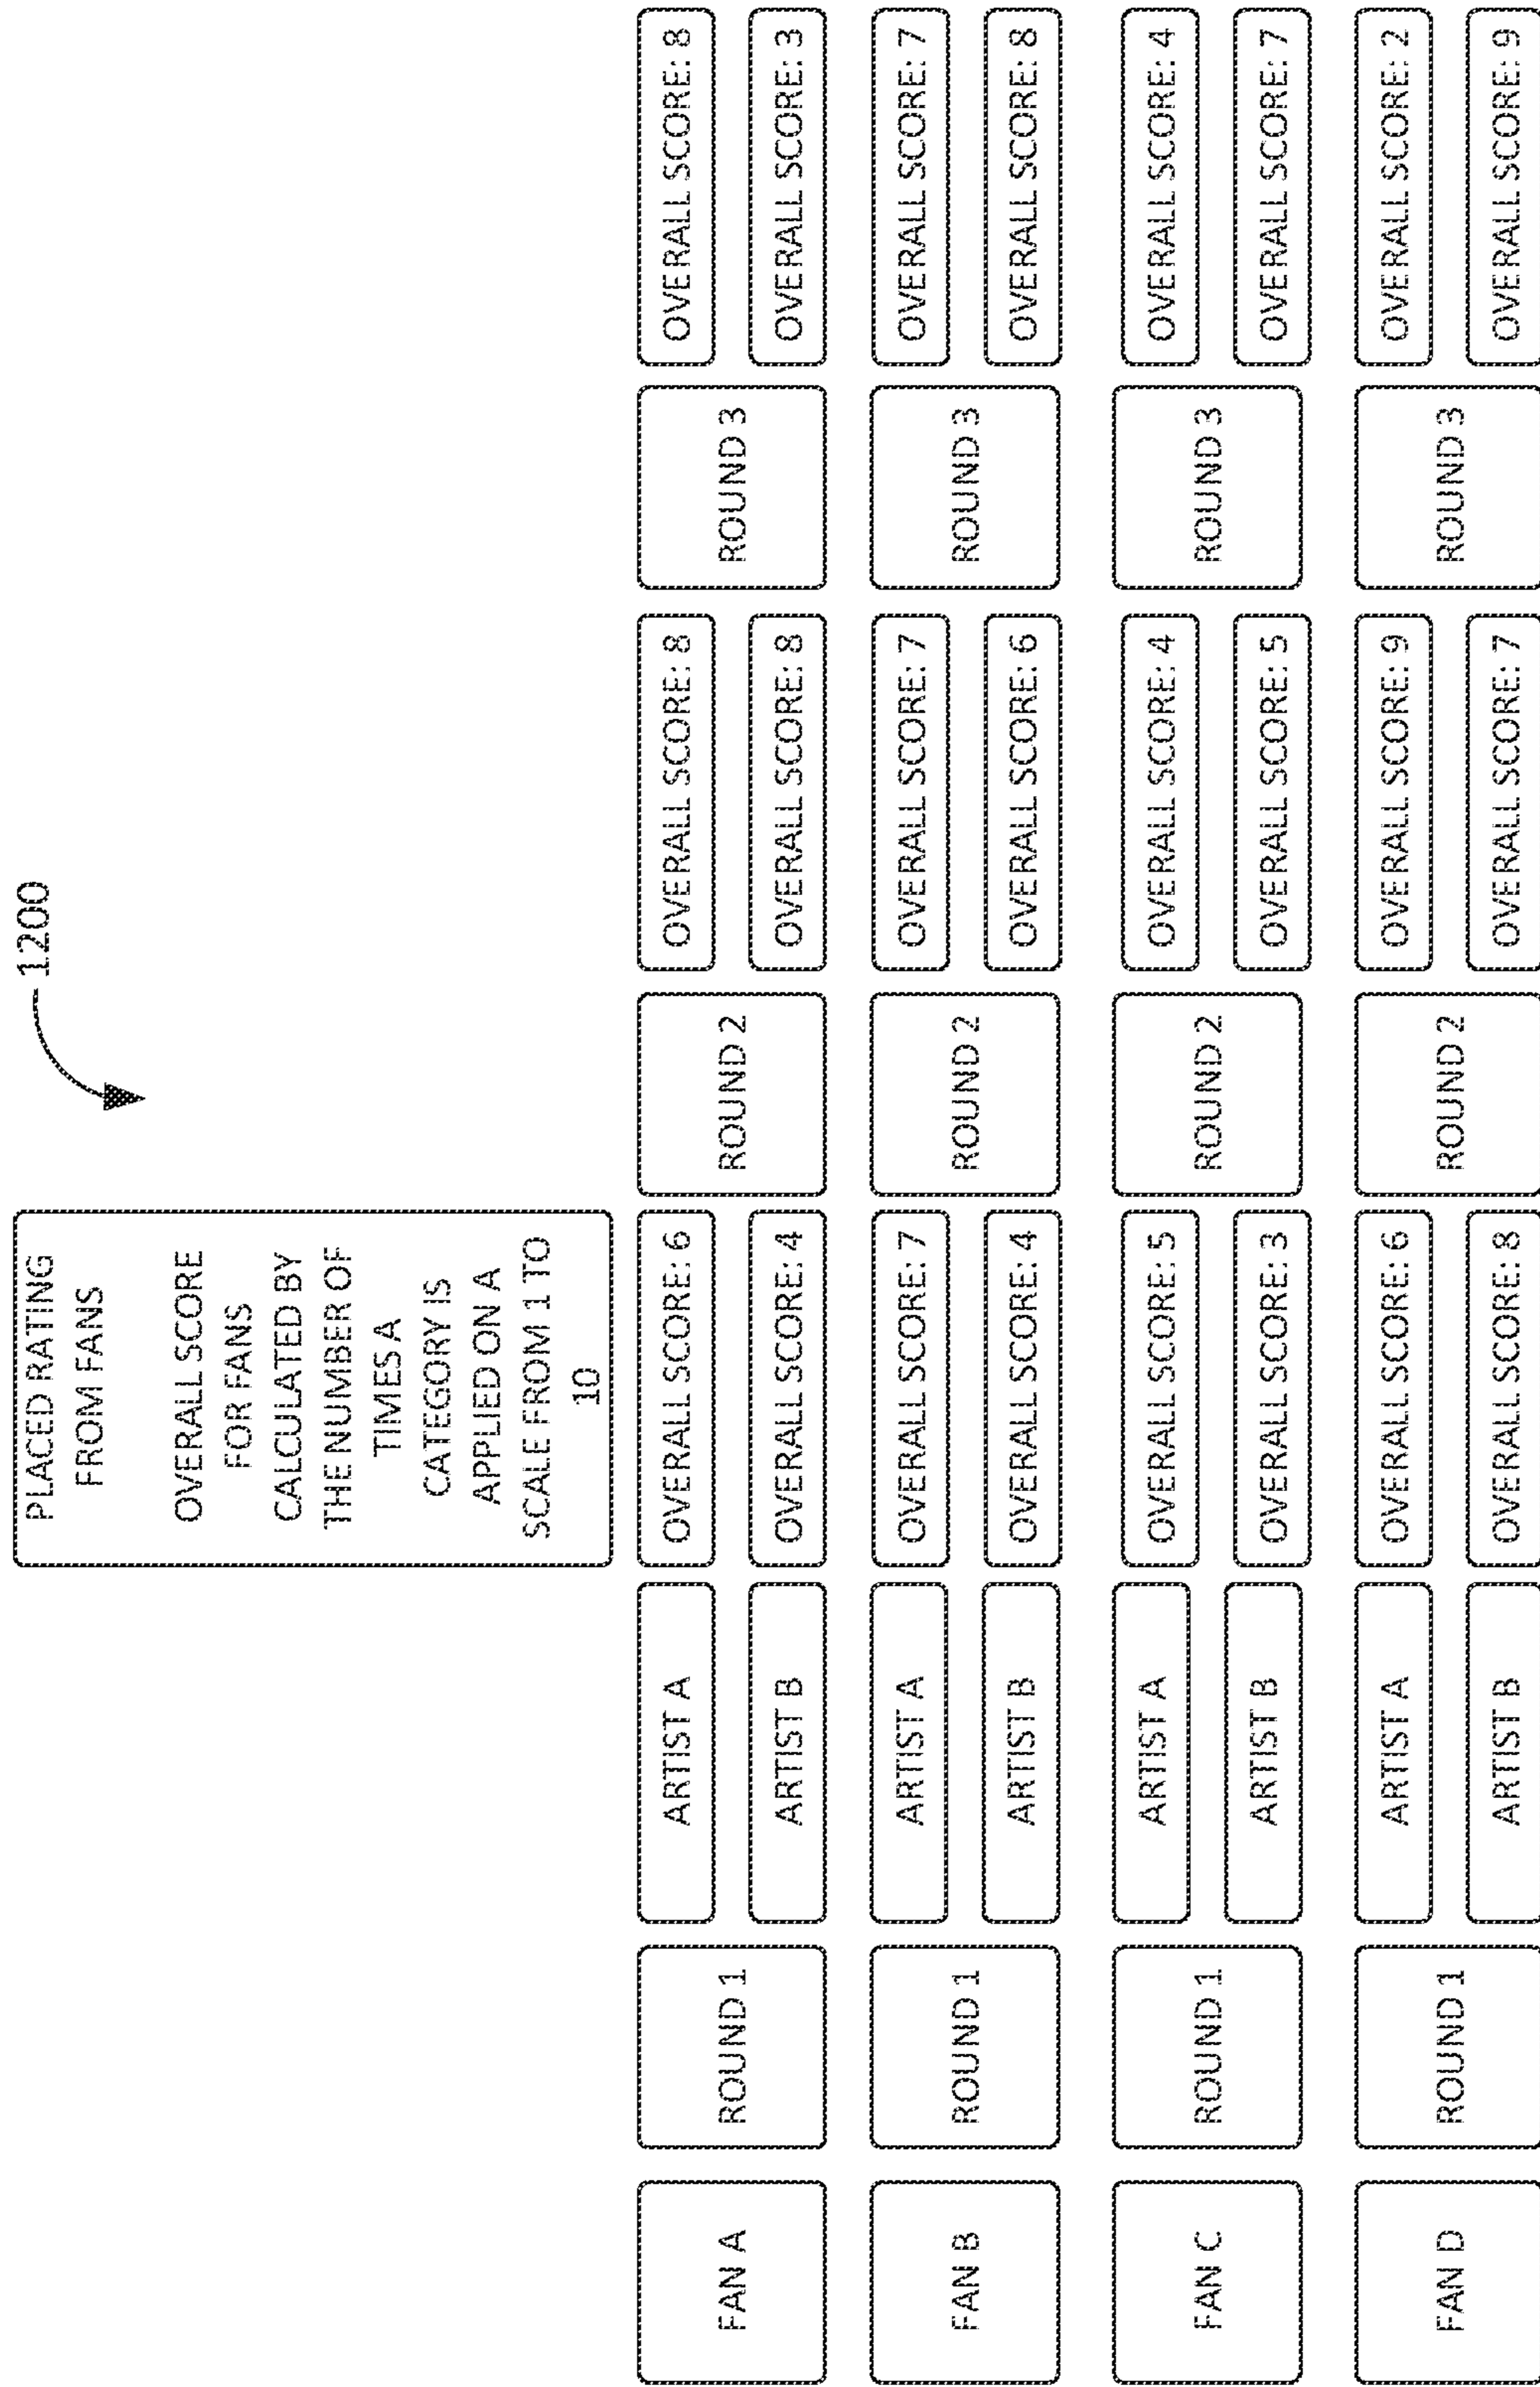 1200
PLACED RATING
FROM FANS
OVERALL SCORE
FOR FANS
CALCULATED BY
THE NUMBER OF
TIMES A
CATEGORY IS
APPLIED ON A
SCALE FROM 1 TO
10
FAN A
ROUND 1
ARTIST A
OVERALL SCORE: 6
ROUND 2
OVERALL SCORE: 8
ROUND 3
OVERALL SCORE: 8
ARTIST B
OVERALL SCORE: 4
OVERALL SCORE: 8
OVERALL SCORE: 3
FAN B
ROUND 1
ARTIST A
OVERALL SCORE: 7
ROUND 2
OVERALL SCORE: 7
ROUND 3
OVERALL SCORE: 7
ARTIST B
OVERALL SCORE: 4
OVERALL SCORE: 6
OVERALL SCORE: 8
FAN C
ROUND 1
ARTIST A
OVERALL SCORE: 5
ROUND 2
OVERALL SCORE: 4
ROUND 3
OVERALL SCORE: 4
ARTIST B
OVERALL SCORE: 3
OVERALL SCORE: 5
OVERALL SCORE: 7
FAN D
ROUND 1
ARTIST A
OVERALL SCORE: 6
ROUND 2
OVERALL SCORE: 9
ROUND 3
OVERALL SCORE: 2
ARTIST B
OVERALL SCORE: 8
OVERALL SCORE: 7
OVERALL SCORE: 9